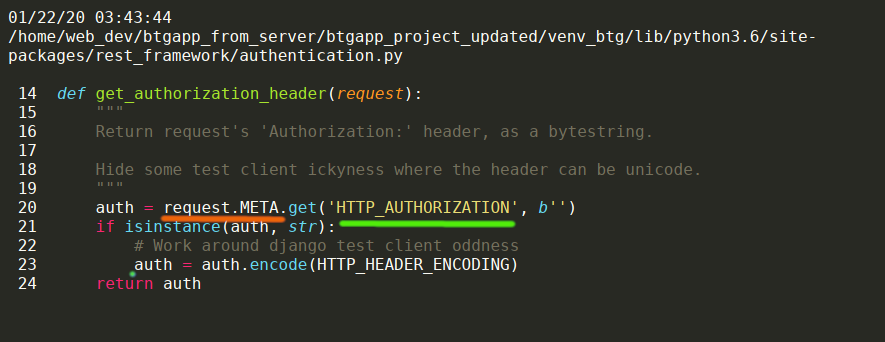 01/22/20 03:43:44
/home/web_dev/btgapp_from_server/btgapp_project_updated/venv_btg/lib/python3.6/site-
packages/rest_framework/authentication.py
14 def get_authorization_header(request):
15 """
16 Return request's 'Authorization:' header, as a bytestring.
17
18 Hide some test client ickyness where the header can be unicode.
19 """
20 auth = request.META.get('HTTP_AUTHORIZATION', b'')
21 if isinstance(auth, str):
22 # Work around django test client oddness
23 auth = auth.encode(HTTP_HEADER_ENCODING)
24 return auth